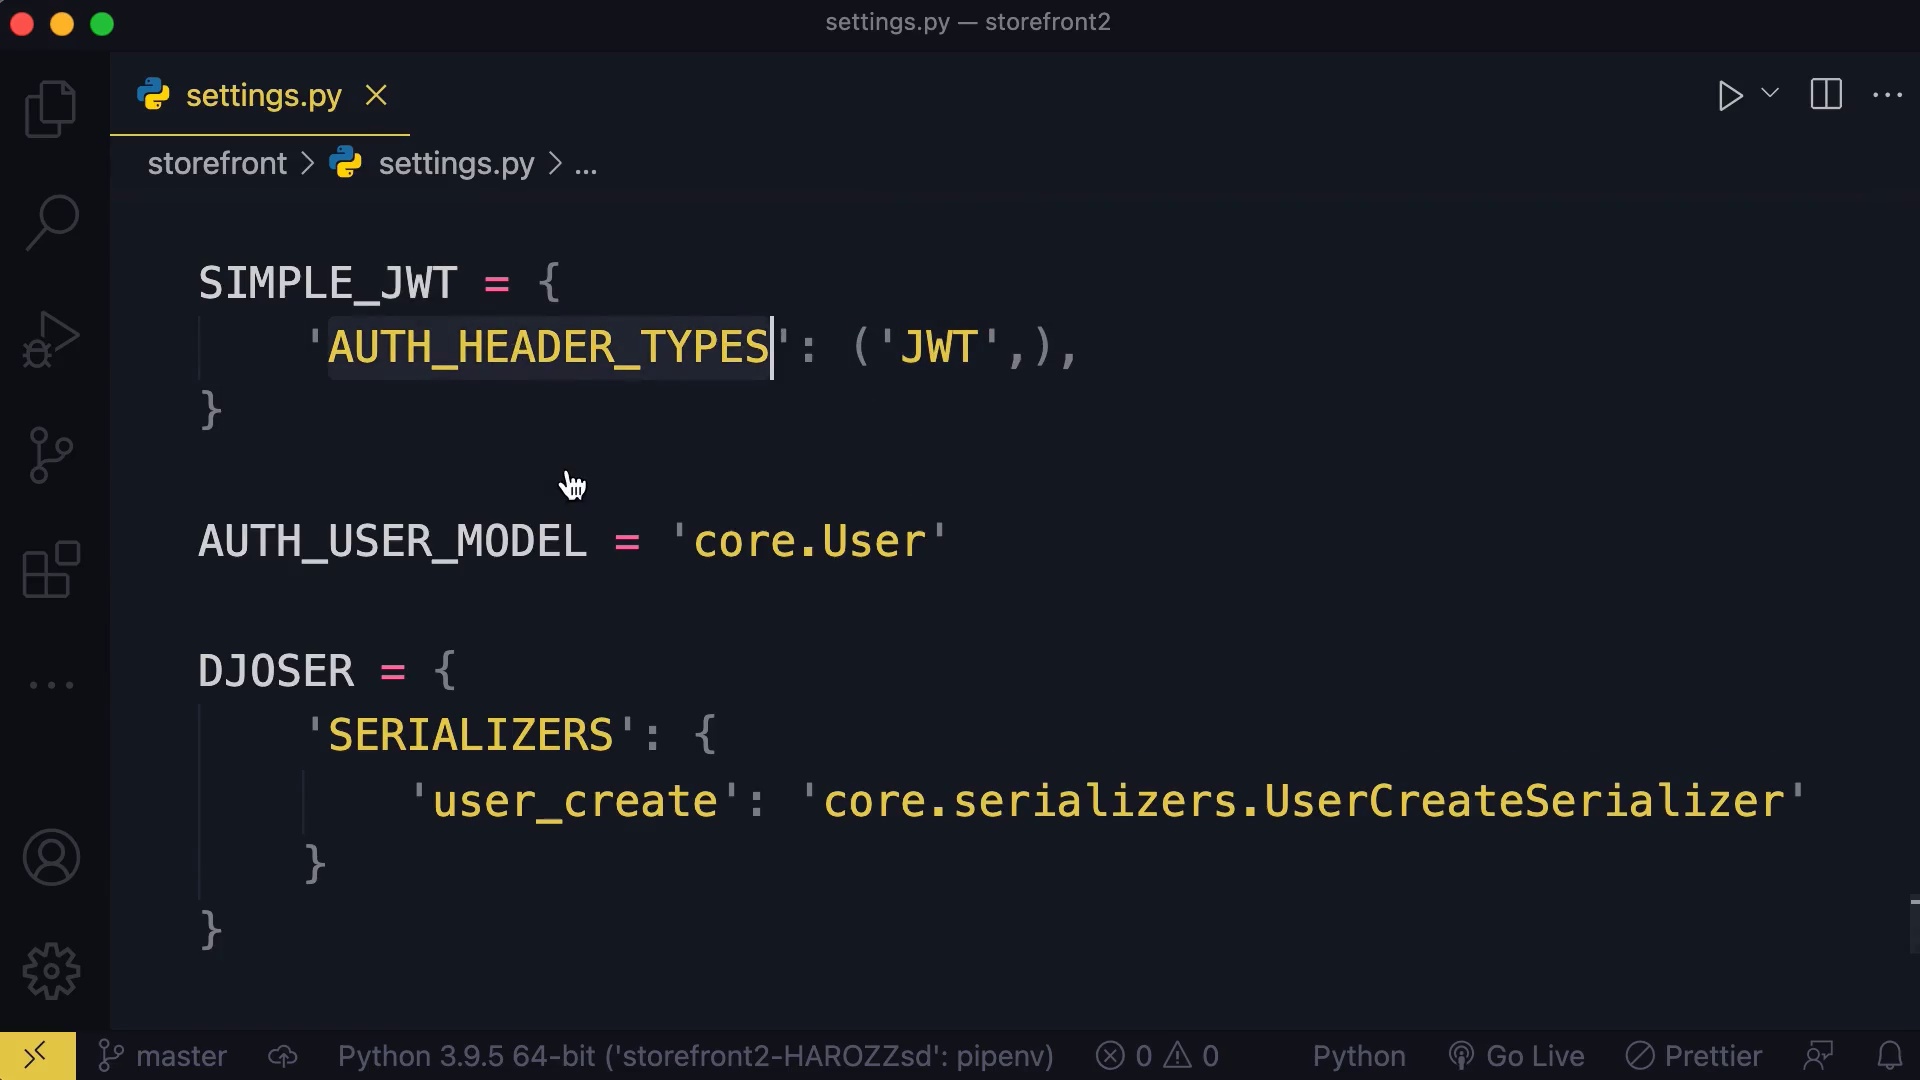 settings.py — storefront2
settings.py
storefront > settings.py > ...
SIMPLE_JWT = {
'AUTH_HEADER_TYPES': ('JWT',),
}
AUTH_USER_MODEL = 'core.User'
DJOSER = {
'SERIALIZERS': {
'user_create': 'core.serializers.UserCreateSerializer'
}
}
master Python 3.9.5 64-bit ('storefront2-HAROZZsd': pipenv) 0 0 Python Go Live Prettier